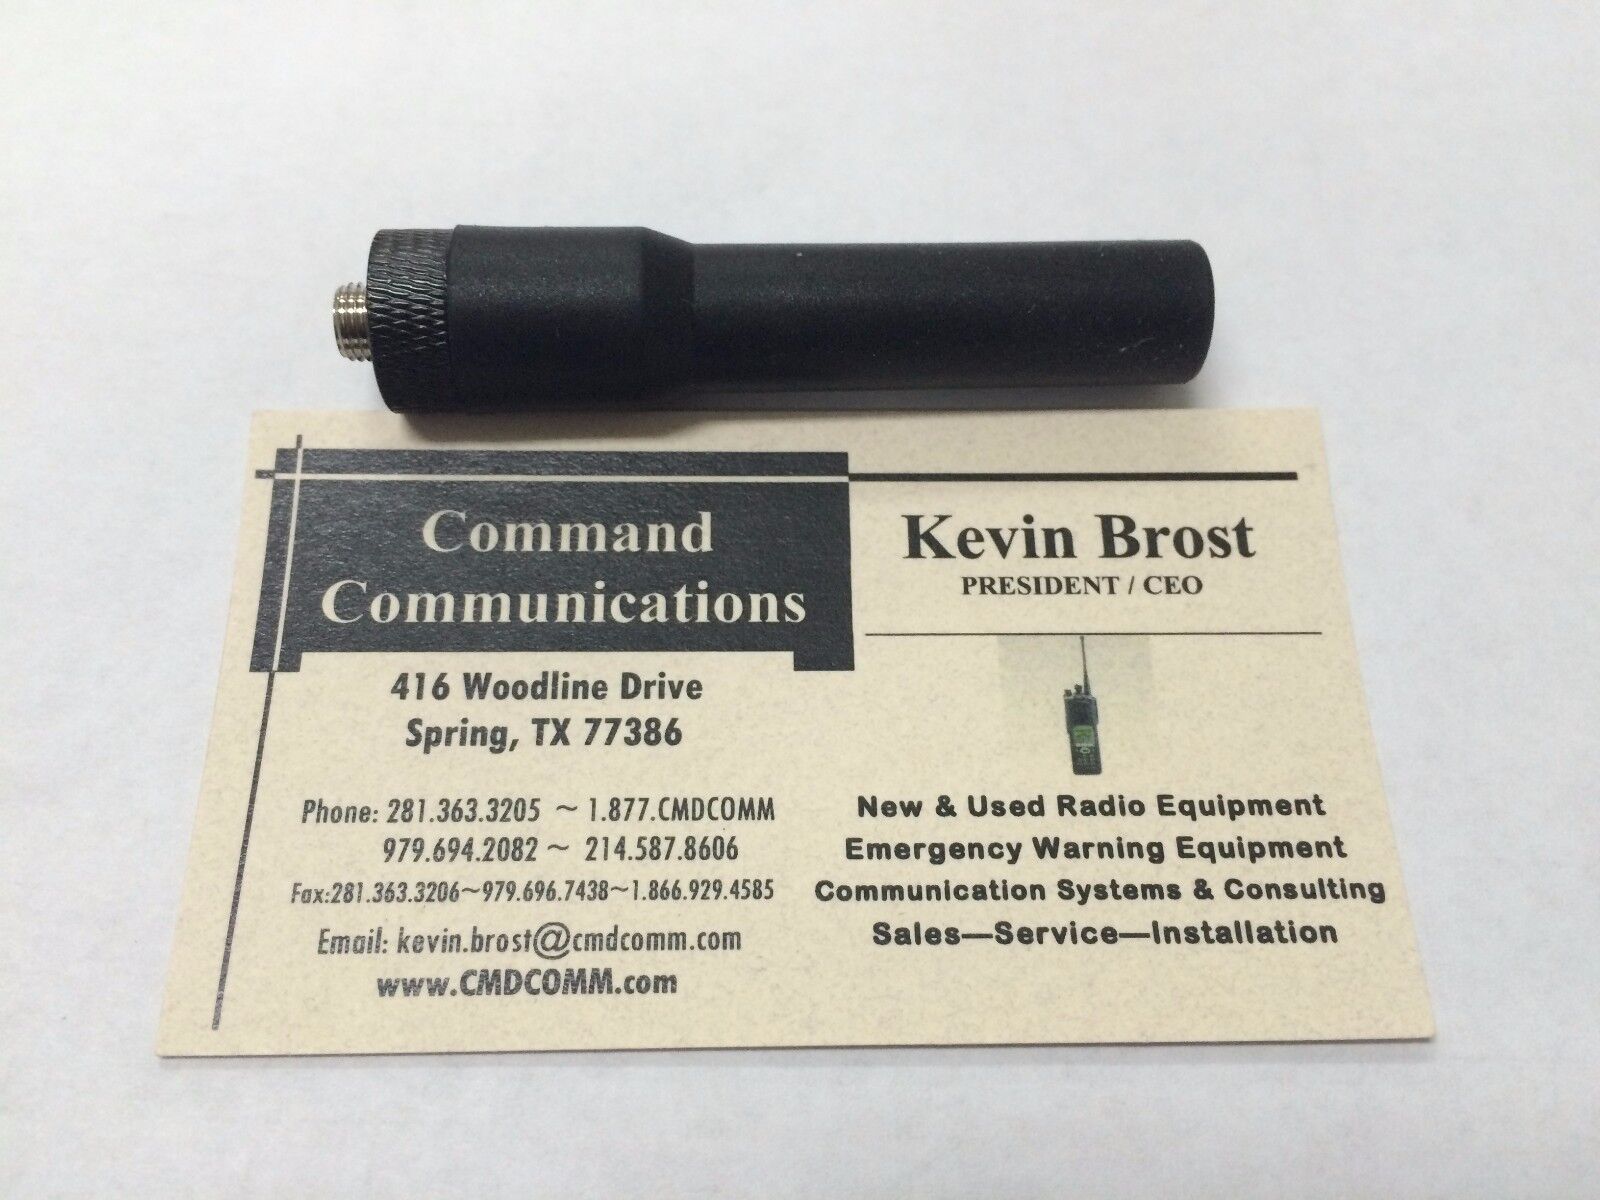 Command
Communications
416 Woodline Drive
Spring, TX 77386
Phone: 281.363.3205 ~ 1.877.CMDCOMM
979.694.2082 ~ 214.587.8606
Fax:281.363.3206~979.696.7438~1.866.929.4585
Email: kevin.brost@cmdcomm.com
www.CMDCOMM.com
Kevin Brost
PRESIDENT / CEO
New & Used Radio Equipment
Emergency Warning Equipment
Communication Systems & Consulting
Sales—Service—Installation